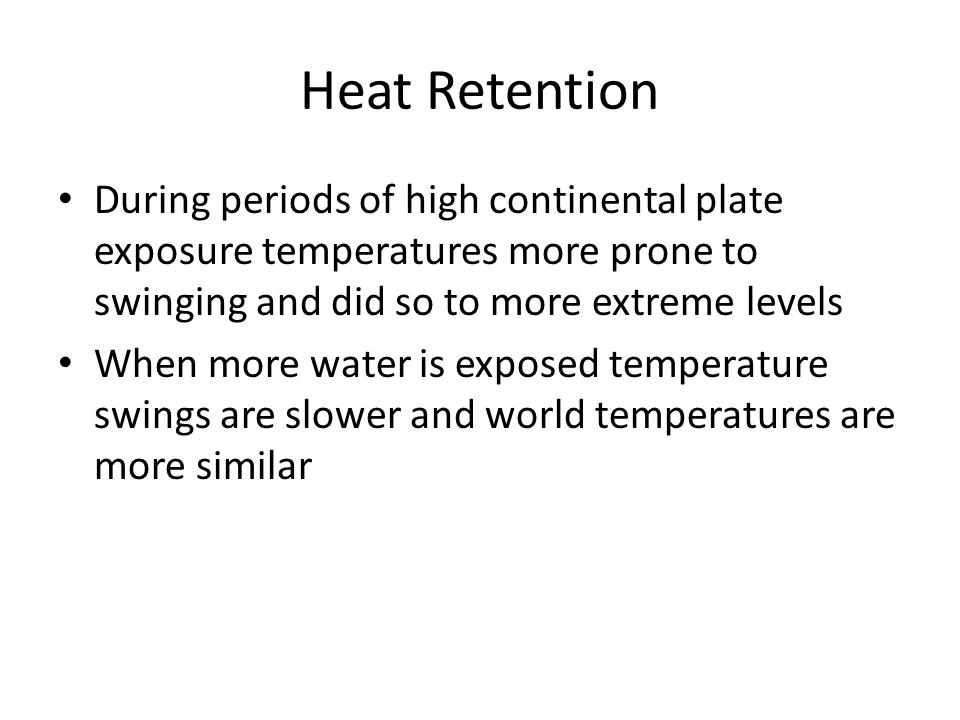 Heat Retention
• During periods of high continental plate
exposure temperatures more prone to
swinging and did so to more extreme levels
• When more water is exposed temperature
swings are slower and world temperatures are
more similar